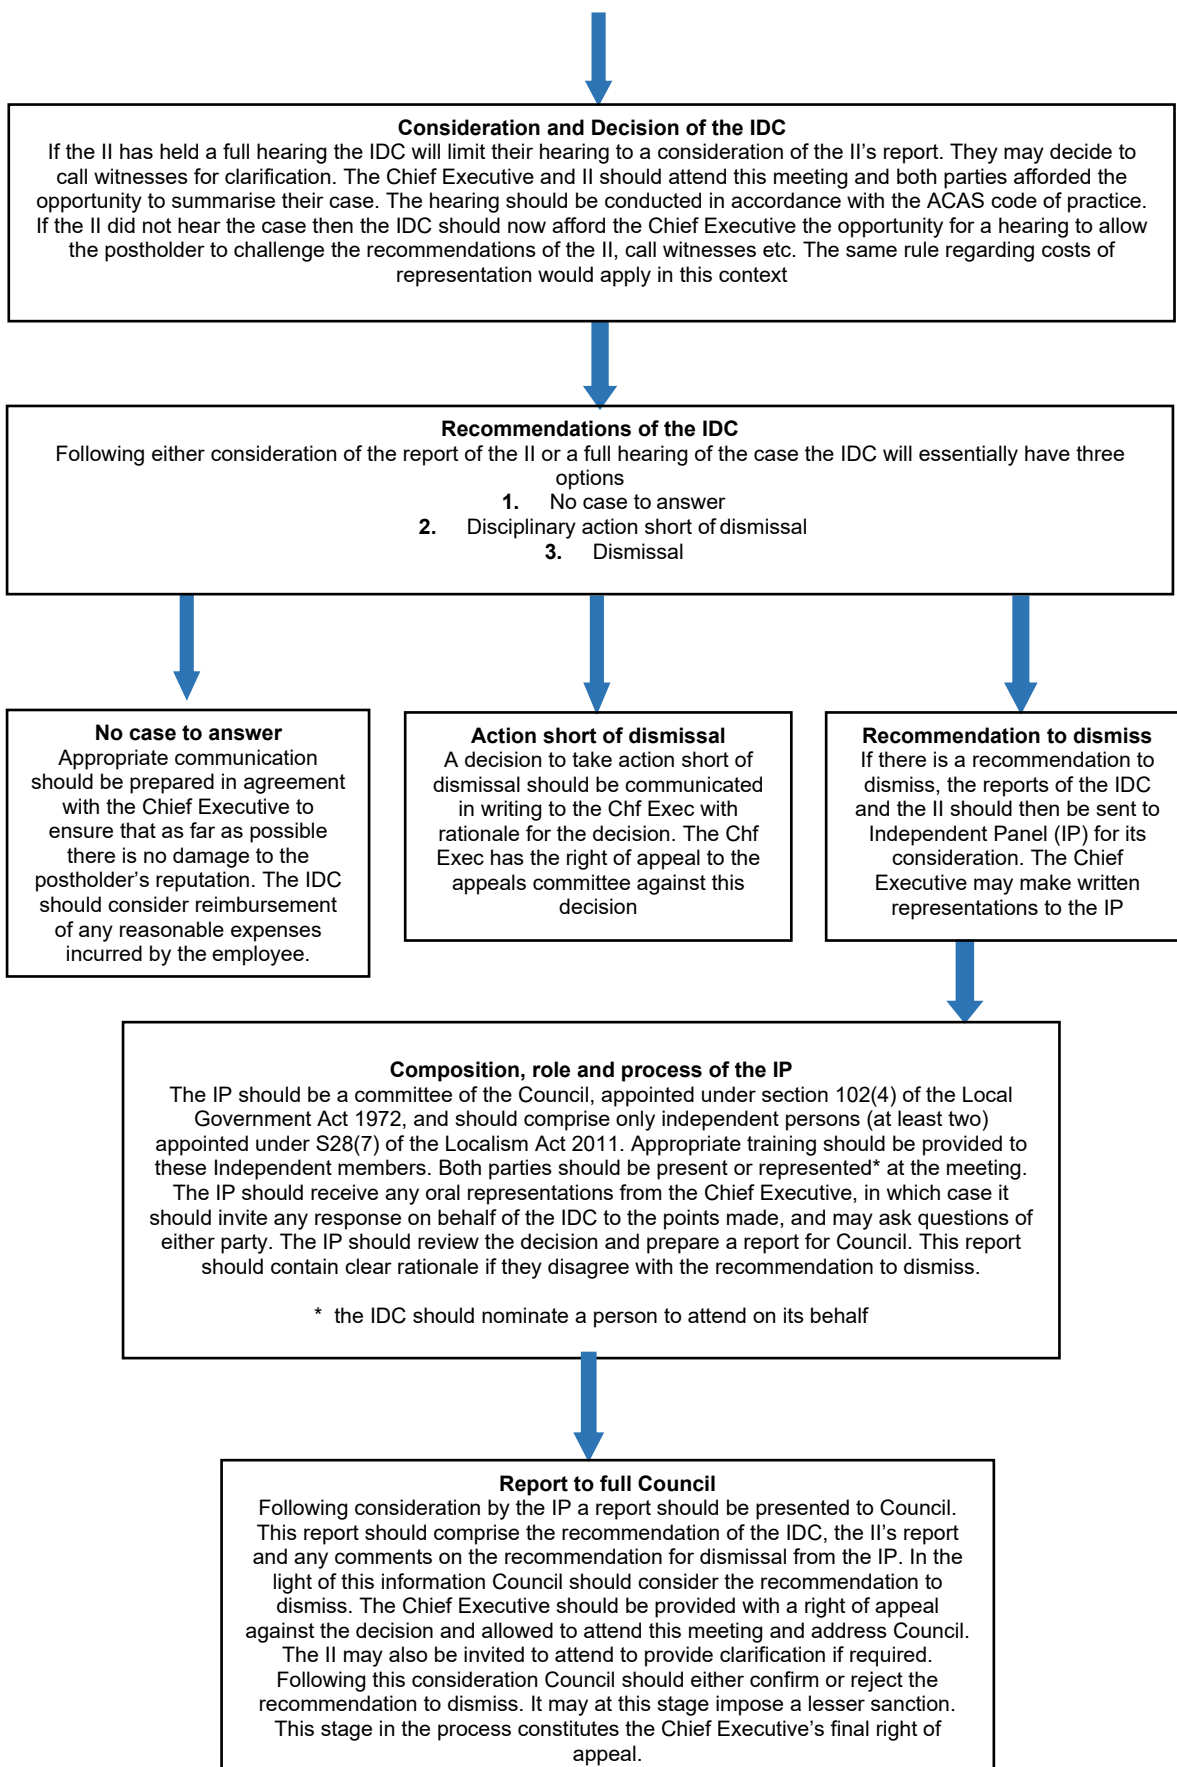 Consideration and Decision of the IDC
If the II has held a full hearing the IDC will limit their hearing to a consideration of the II's report. They may decide to
call witnesses for clarification. The Chief Executive and II should attend this meeting and both parties afforded the
opportunity to summarise their case. The hearing should be conducted in accordance with the ACAS code of practice.
If the II did not hear the case then the IDC should now afford the Chief Executive the opportunity for a hearing to allow
the postholder to challenge the recommendations of the II, call witnesses etc. The same rule regarding costs of
representation would apply in this context
Recommendations of the IDC
Following either consideration of the report of the II or a full hearing of the case the IDC will essentially have three
options
1. No case to answer
2. Disciplinary action short of dismissal
3. Dismissal
No case to answer
Appropriate communication
should be prepared in agreement
with the Chief Executive to
ensure that as far as possible
there is no damage to the
postholder's reputation. The IDC
should consider reimbursement
of any reasonable expenses
incurred by the employee.
Action short of dismissal
A decision to take action short of
dismissal should be communicated
in writing to the Chf Exec with
rationale for the decision. The Chf
Exec has the right of appeal to the
appeals committee against this
decision
Recommendation to dismiss
If there is a recommendation to
dismiss, the reports of the IDC
and the II should then be sent to
Independent Panel (IP) for its
consideration. The Chief
Executive may make written
representations to the IP
Composition, role and process of the IP
The IP should be a committee of the Council, appointed under section 102(4) of the Local
Government Act 1972, and should comprise only independent persons (at least two)
appointed under S28(7) of the Localism Act 2011. Appropriate training should be provided to
these Independent members. Both parties should be present or represented* at the meeting.
The IP should receive any oral representations from the Chief Executive, in which case it
should invite any response on behalf of the IDC to the points made, and may ask questions of
either party. The IP should review the decision and prepare a report for Council. This report
should contain clear rationale if they disagree with the recommendation to dismiss.
* the IDC should nominate a person to attend on its behalf
Report to full Council
Following consideration by the IP a report should be presented to Council.
This report should comprise the recommendation of the IDC, the II's report
and any comments on the recommendation for dismissal from the IP. In the
light of this information Council should consider the recommendation to
dismiss. The Chief Executive should be provided with a right of appeal
against the decision and allowed to attend this meeting and address Council.
The II may also be invited to attend to provide clarification if required.
Following this consideration Council should either confirm or reject the
recommendation to dismiss. It may at this stage impose a lesser sanction.
This stage in the process constitutes the Chief Executive's final right of
appeal.